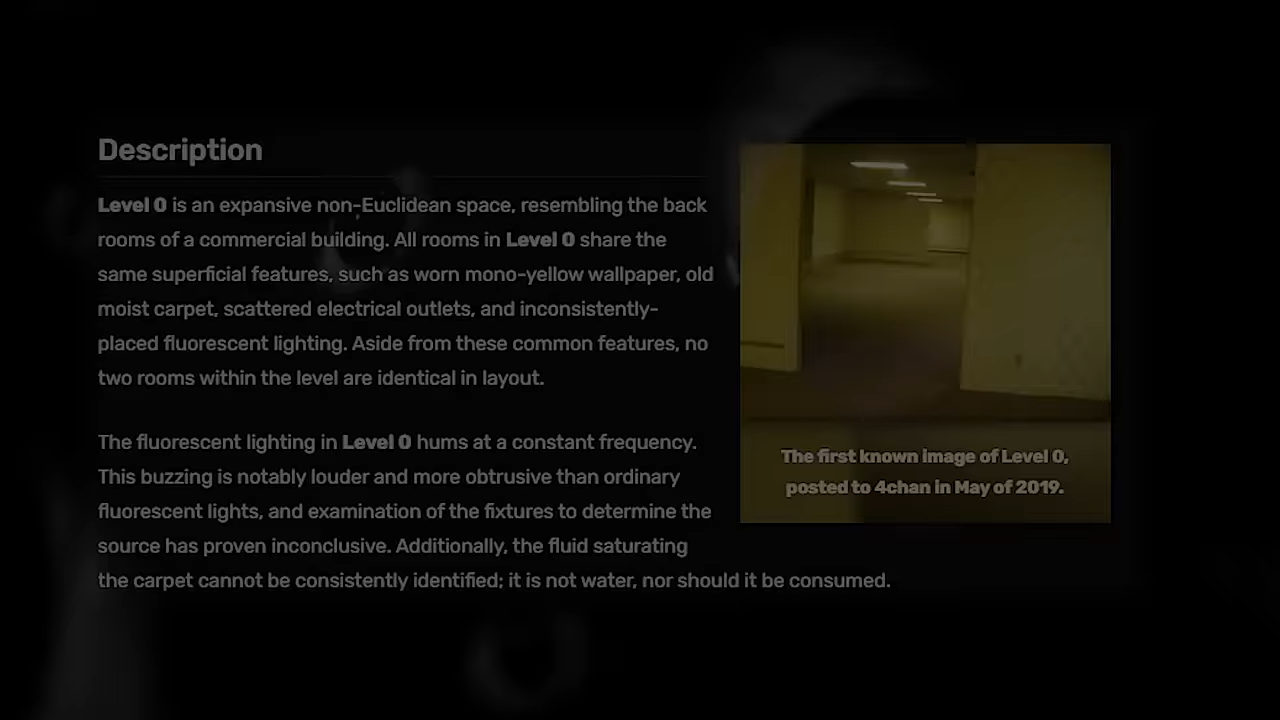 Description
Level 0 is an expansive non-Euclidean space, resembling the back
rooms of a commercial building. All rooms in Level 0 share the
same superficial features, such as worn mono-yellow wallpaper, old
moist carpet, scattered electrical outlets, and inconsistently-
placed fluorescent lighting. Aside from these common features, no
two rooms within the level are identical in layout.
The fluorescent lighting in Level 0 hums at a constant frequency.
This buzzing is notably louder and more obtrusive than ordinary
fluorescent lights, and examination of the fixtures to determine the
source has proven inconclusive. Additionally, the fluid saturating
the carpet cannot be consistently identified; it is not water, nor should it be consumed.
The first known image of Level 0,
posted to 4chan in May of 2019.